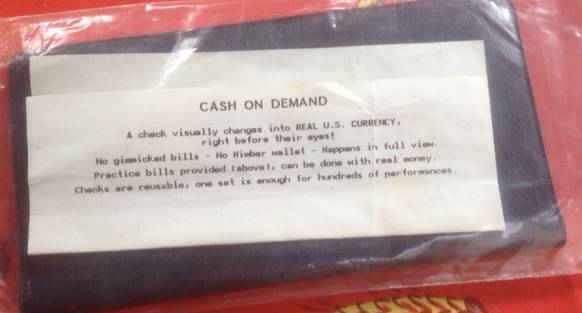 CASH ON DEMAND
A check visually changes into REAL U.S. CURRENCY,
right before their eyes!
No gimmicked bills - No Himber wallet - Happens in full view.
Practice bills provided (above), can be done with real money.
Checks are reusable, one set is enough for hundreds of performances.